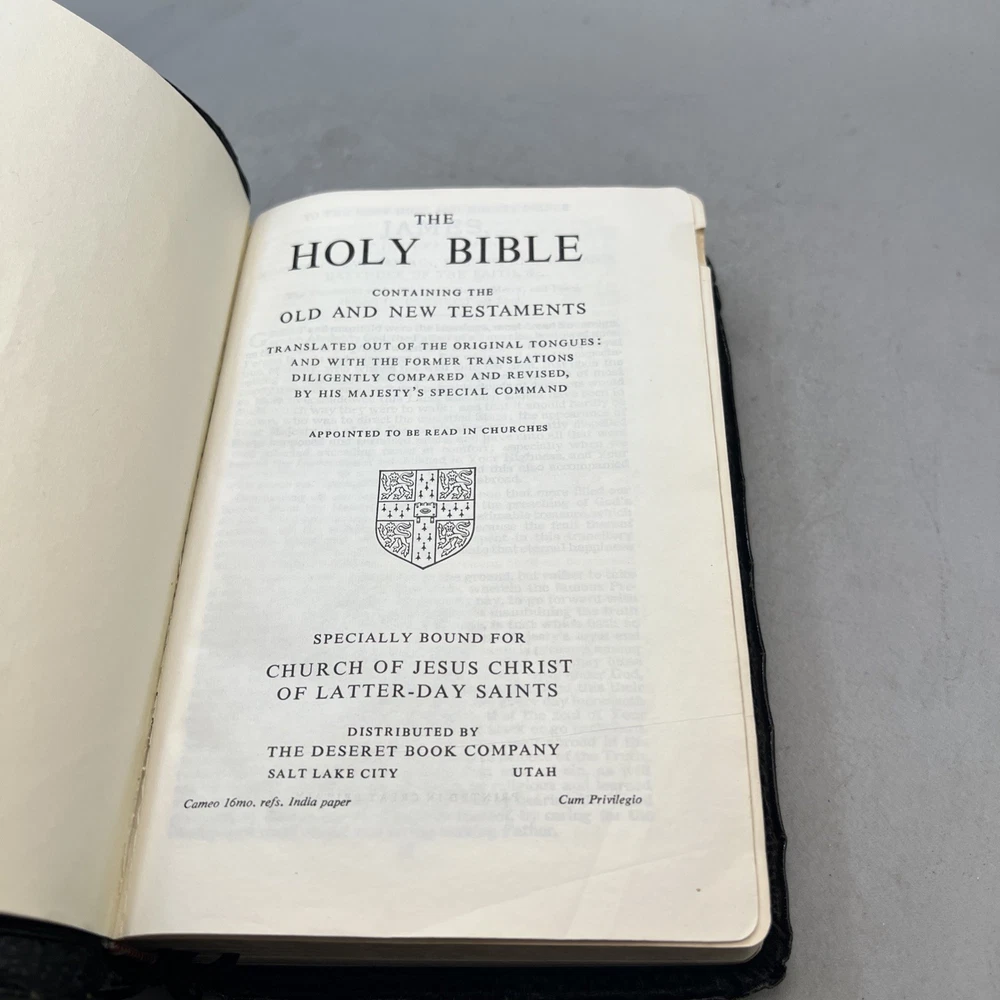 THE
HOLY BIBLE
CONTAINING THE
OLD AND NEW TESTAMENTS
TRANSLATED OUT OF THE ORIGINAL TONGUES:
AND WITH THE FORMER TRANSLATIONS
DILIGENTLY COMPARED AND REVISED,
BY HIS MAJESTY'S SPECIAL COMMAND
APPOINTED TO BE READ IN CHURCHES
SPECIALLY BOUND FOR
CHURCH OF JESUS CHRIST
OF LATTER-DAY SAINTS
DISTRIBUTED BY
THE DESERET BOOK COMPANY
SALT LAKE CITY UTAH
Cameo 16mo. refs. India paper Cum Privilegio